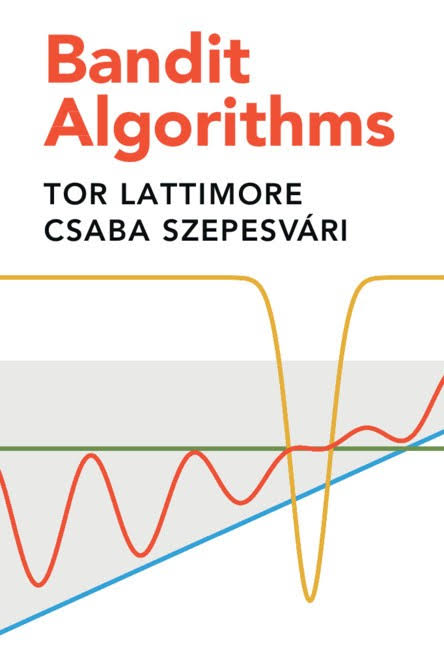 Bandit
Algorithms
TOR LATTIMORE
CSABA SZEPESVÁRI